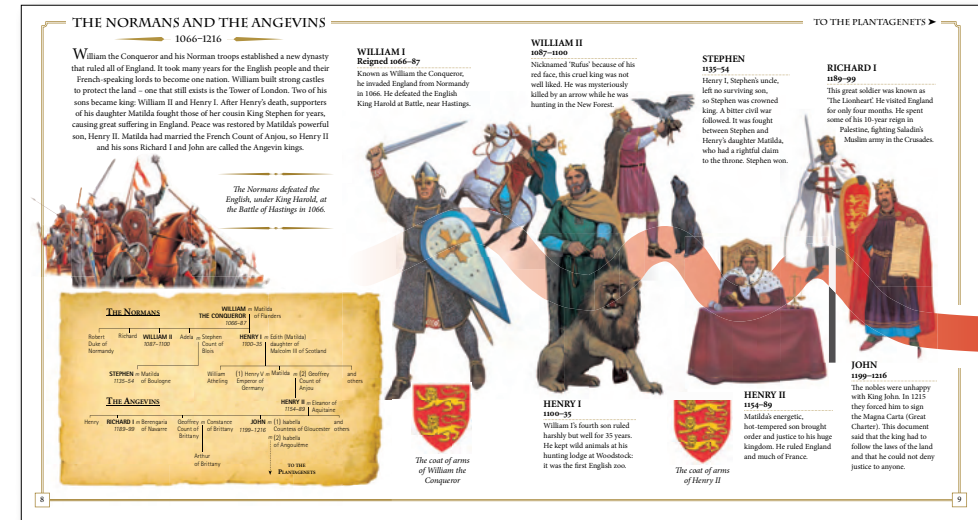 THE NORMANS AND THE ANGEVINS
1066–1216
William the Conqueror and his Norman troops established a new dynasty
that ruled all of England. It took many years for the English people and their
French-speaking lords to become one nation. William built strong castles
to protect the land – one that still exists is the Tower of London. Two of his
sons became king: William II and Henry I. After Henry's death, supporters
of his daughter Matilda fought those of her cousin King Stephen for years,
causing great suffering in England. Peace was restored by Matilda's powerful
son, Henry II. Matilda had married the French Count of Anjou, so Henry II
and his sons Richard I and John are called the Angevin kings.
The Normans defeated the
English, under King Harold, at
the Battle of Hastings in 1066.
THE NORMANS
WILLIAM = Matilda
THE CONQUEROR of Flanders
1066–87
Robert Duke of Normandy
Richard
WILLIAM II
1087–1100
Adela = Stephen Count of Blois
HENRY I = Edith (Matilda)
1100–35 daughter of
Malcolm III of Scotland
STEPHEN = Matilda
1135–54 of Boulogne
William Atheling
(1) Henry V Emperor of Germany = Matilda = (2) Geoffrey Count of Anjou
and others
THE ANGEVINS
HENRY II = Eleanor of
1154–89 Aquitaine
Henry
RICHARD I = Berengaria
1189–99 of Navarre
Geoffrey = Constance
Count of of Brittany
Brittany
Arthur
of Brittany
JOHN = (1) Isabella
1199–1216 Countess of Gloucester
= (2) Isabella
of Angoulême
and
others
TO THE
PLANTAGENETS
8
TO THE PLANTAGENETS ➤
WILLIAM I
Reigned 1066–87
Known as William the Conqueror,
he invaded England from Normandy
in 1066. He defeated the English
King Harold at Battle, near Hastings.
WILLIAM II
1087–1100
Nicknamed 'Rufus' because of his
red face, this cruel king was not
well liked. He was mysteriously
killed by an arrow while he was
hunting in the New Forest.
STEPHEN
1135–54
Henry I, Stephen's uncle,
left no surviving son,
so Stephen was crowned
king. A bitter civil war
followed. It was fought
between Stephen and
Henry's daughter Matilda,
who had a rightful claim
to the throne. Stephen won.
RICHARD I
1189–99
This great soldier was known as
'The Lionheart'. He visited England
for only four months. He spent
some of his 10-year reign in
Palestine, fighting Saladin's
Muslim army in the Crusades.
The coat of arms
of William the
Conqueror
HENRY I
1100–35
William I's fourth son ruled
harshly but well for 35 years.
He kept wild animals at his
hunting lodge at Woodstock:
it was the first English zoo.
The coat of arms
of Henry II
HENRY II
1154–89
Matilda's energetic,
hot-tempered son brought
order and justice to his huge
kingdom. He ruled England
and much of France.
JOHN
1199–1216
The nobles were unhappy
with King John. In 1215
they forced him to sign
the Magna Carta (Great
Charter). This document
said that the king had to
follow the laws of the land
and that he could not deny
justice to anyone.
9